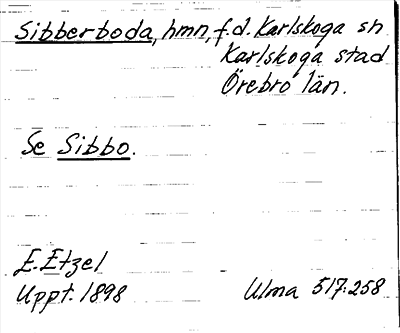 Sibberboda, hmn, f.d. Karlskoga sn
Karlskoga stad
Örebro län.
Se Sibbo.
E. Etzel
Uppt. 1898
Ulma 517:258